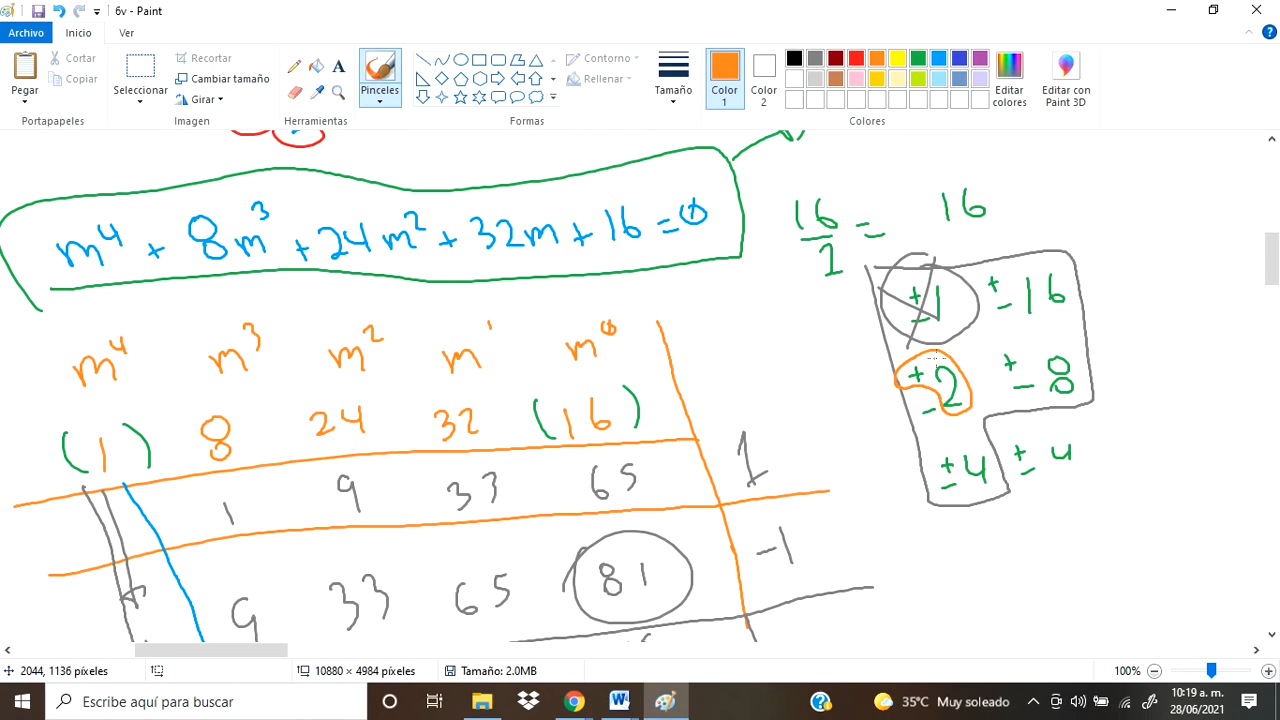 6v - Paint
Archivo Inicio Ver
Pegar
Cortar
Copiar
Portapapeles
Seleccionar
Recortar
Cambiar tamaño
Girar
Imagen
A
Herramientas
Pinceles
Formas
Contorno
Rellenar
Tamaño
Color 1
Color 2
Editar colores
Editar con Paint 3D
Colores
m⁴ + 8m³ + 24m² + 32m + 16 = 0
16/1 = 16
±1 ±16
±2 ±8
±4 ±4
m⁴ m³ m² m¹ m⁰
(1) 8 24 32 (16)
1 9 33 65 1
9 33 65 81 -1
2044, 1136 píxeles
10880 × 4984 píxeles
Tamaño: 2.0MB
100%
Escribe aquí para buscar
35°C Muy soleado
10:19 a. m.
28/06/2021